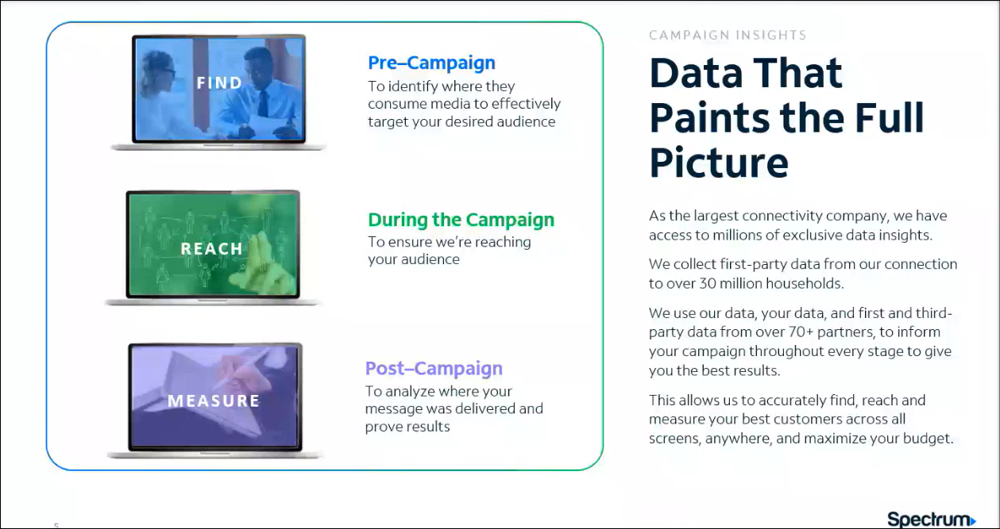 FIND
Pre–Campaign
To identify where they
consume media to effectively
target your desired audience
REACH
During the Campaign
To ensure we’re reaching
your audience
MEASURE
Post–Campaign
To analyze where your
message was delivered and
prove results
CAMPAIGN INSIGHTS
Data That
Paints the Full
Picture
As the largest connectivity company, we have
access to millions of exclusive data insights.
We collect first-party data from our connection
to over 30 million households.
We use our data, your data, and first and third-
party data from over 70+ partners, to inform
your campaign throughout every stage to give
you the best results.
This allows us to accurately find, reach and
measure your best customers across all
screens, anywhere, and maximize your budget.
5
Spectrum